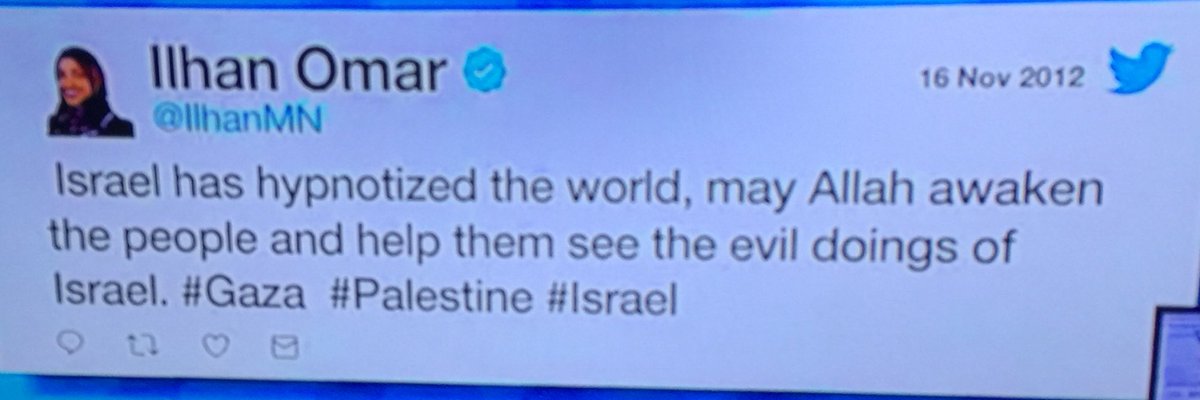 Ilhan Omar
@IlhanMN
16 Nov 2012
Israel has hypnotized the world, may Allah awaken
the people and help them see the evil doings of
Israel. #Gaza #Palestine #Israel